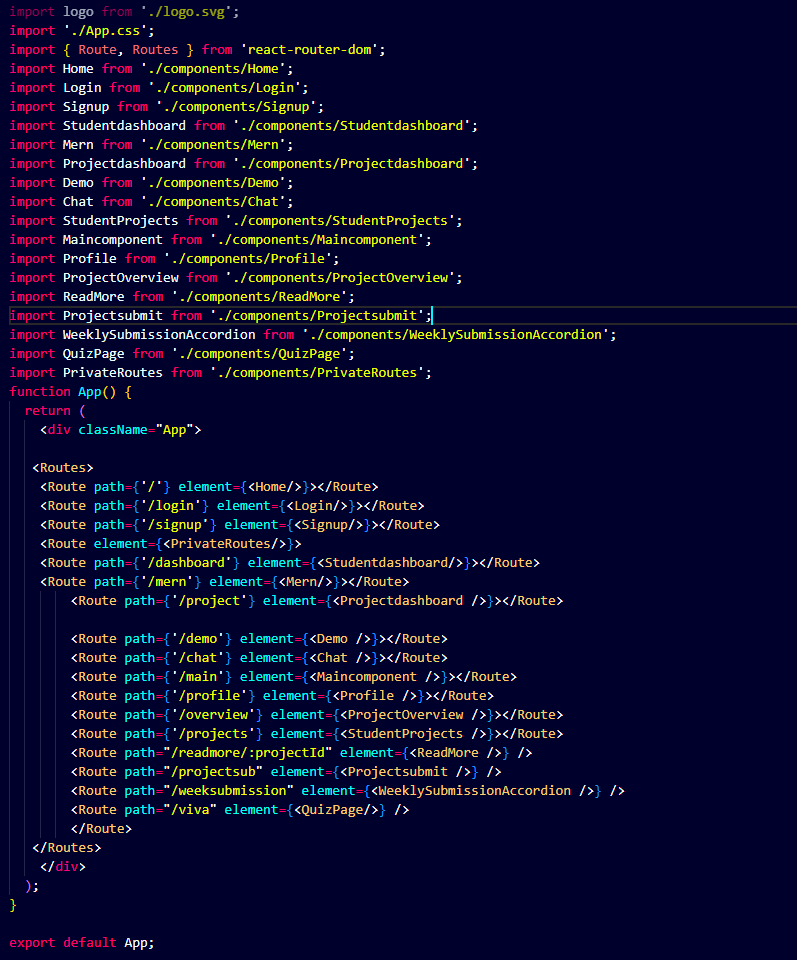 import logo from './logo.svg';
import './App.css';
import { Route, Routes } from 'react-router-dom';
import Home from './components/Home';
import Login from './components/Login';
import Signup from './components/Signup';
import Studentdashboard from './components/Studentdashboard';
import Mern from './components/Mern';
import Projectdashboard from './components/Projectdashboard';
import Demo from './components/Demo';
import Chat from './components/Chat';
import StudentProjects from './components/StudentProjects';
import Maincomponent from './components/Maincomponent';
import Profile from './components/Profile';
import ProjectOverview from './components/ProjectOverview';
import ReadMore from './components/ReadMore';
import Projectsubmit from './components/Projectsubmit';
import WeeklySubmissionAccordion from './components/WeeklySubmissionAccordion';
import QuizPage from './components/QuizPage';
import PrivateRoutes from './components/PrivateRoutes';
function App() {
  return (
    <div className="App">

   <Routes>
    <Route path={'/'} element={<Home/>}></Route>
    <Route path={'/login'} element={<Login/>}></Route>
    <Route path={'/signup'} element={<Signup/>}></Route>
    <Route element={<PrivateRoutes/>}>
    <Route path={'/dashboard'} element={<Studentdashboard/>}></Route>
    <Route path={'/mern'} element={<Mern/>}></Route>
        <Route path={'/project'} element={<Projectdashboard />}></Route>

        <Route path={'/demo'} element={<Demo />}></Route>
        <Route path={'/chat'} element={<Chat />}></Route>
        <Route path={'/main'} element={<Maincomponent />}></Route>
        <Route path={'/profile'} element={<Profile />}></Route>
        <Route path={'/overview'} element={<ProjectOverview />}></Route>
        <Route path={'/projects'} element={<StudentProjects />}></Route>
        <Route path="/readmore/:projectId" element={<ReadMore />} />
        <Route path="/projectsub" element={<Projectsubmit />} />
        <Route path="/weeksubmission" element={<WeeklySubmissionAccordion />} />
        <Route path="/viva" element={<QuizPage/>} />
        </Route>
   </Routes>
    </div>
  );
}

export default App;